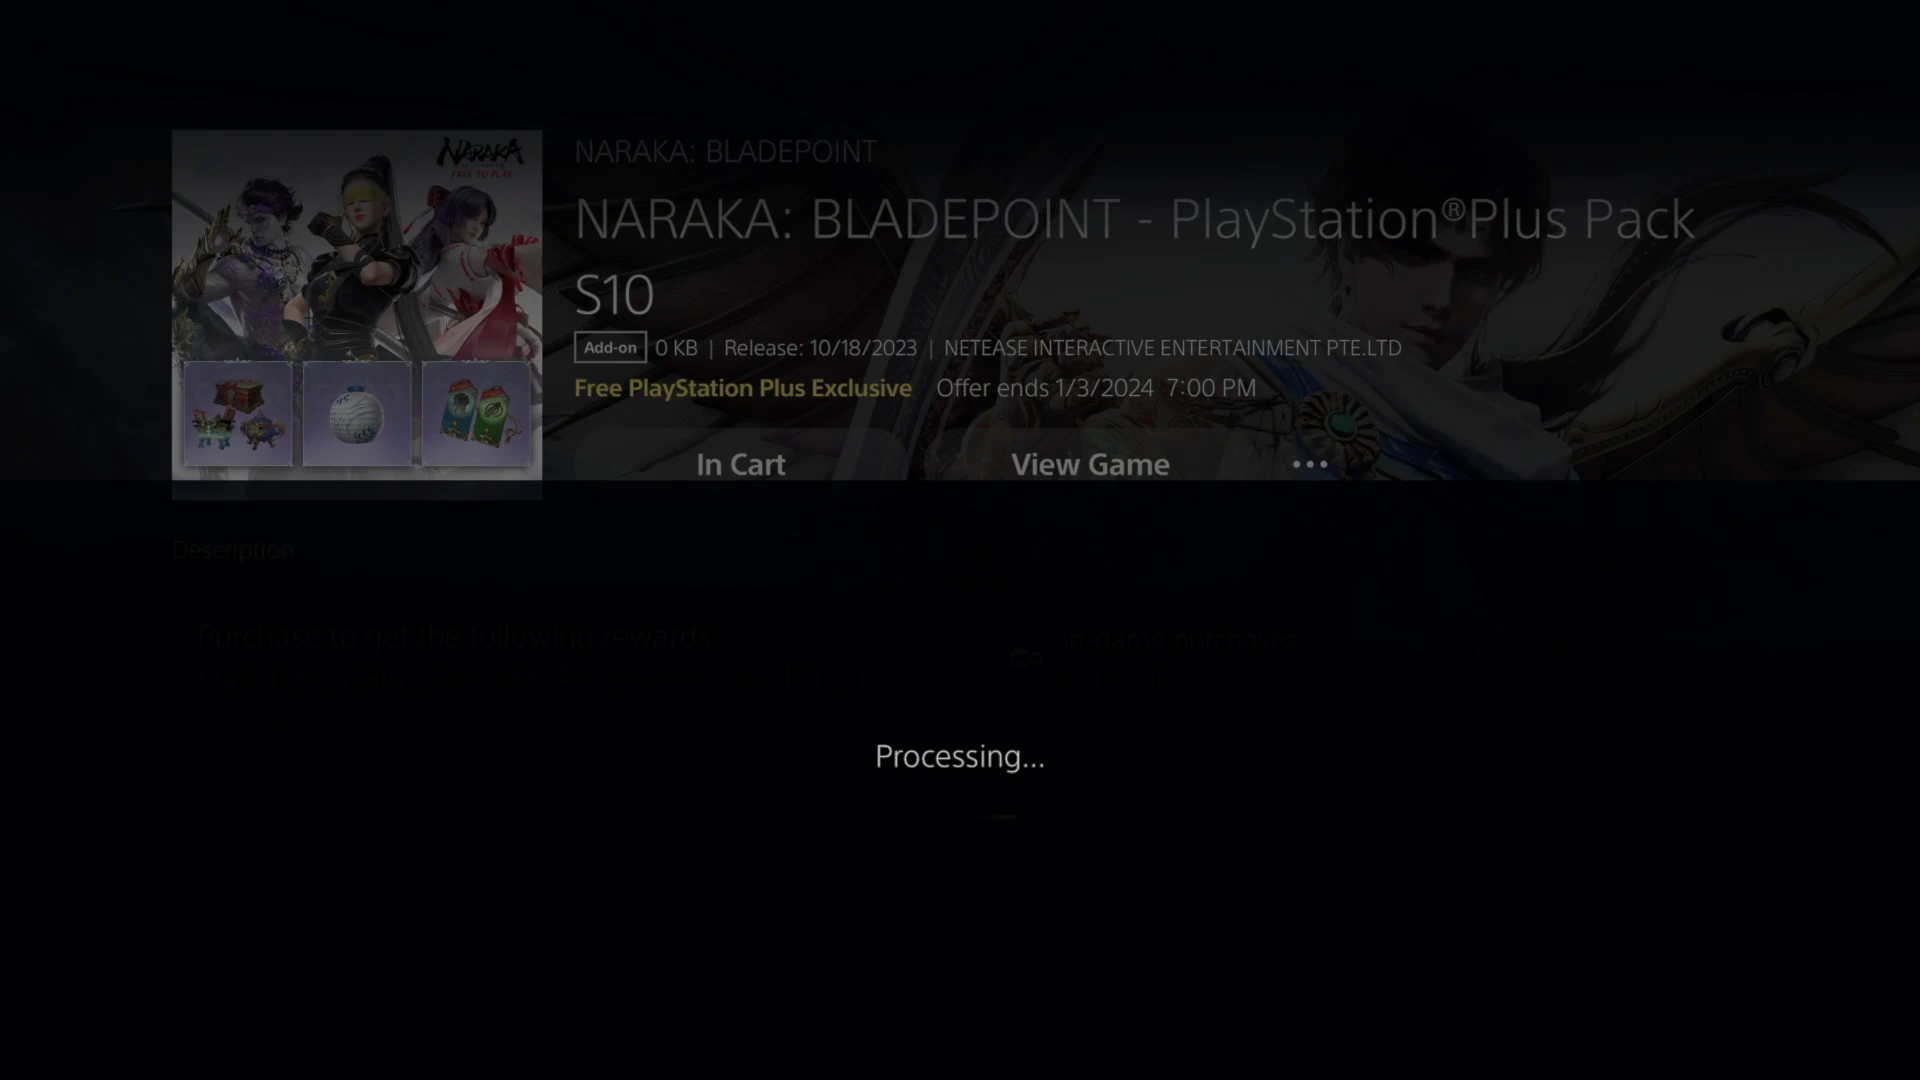 NARAKA
FREE TO PLAY
NARAKA: BLADEPOINT
NARAKA: BLADEPOINT - PlayStation®Plus Pack
S10
Add-on 0 KB | Release: 10/18/2023 | NETEASE INTERACTIVE ENTERTAINMENT PTE.LTD
Free PlayStation Plus Exclusive Offer ends 1/3/2024 7:00 PM
In Cart View Game
Description
Purchase to get the following rewards.
In-game purchases
optional
Processing...